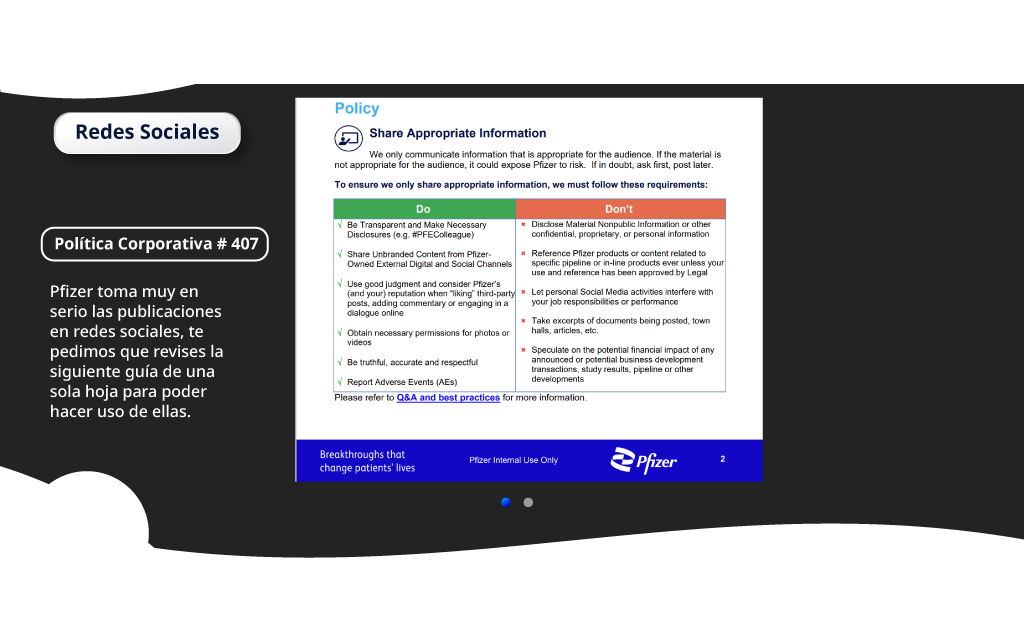 Redes Sociales
Política Corporativa # 407
Pfizer toma muy en
serio las publicaciones
en redes sociales, te
pedimos que revises la
siguiente guía de una
sola hoja para poder
hacer uso de ellas.
Policy
Share Appropriate Information
We only communicate information that is appropriate for the audience. If the material is
not appropriate for the audience, it could expose Pfizer to risk. If in doubt, ask first, post later.
To ensure we only share appropriate information, we must follow these requirements:
Do
√ Be Transparent and Make Necessary
Disclosures (e.g. #PFEColleague)
√ Share Unbranded Content from Pfizer-
Owned External Digital and Social Channels
√ Use good judgment and consider Pfizer's
(and your) reputation when “liking” third-party
posts, adding commentary or engaging in a
dialogue online
√ Obtain necessary permissions for photos or
videos
√ Be truthful, accurate and respectful
√ Report Adverse Events (AEs)
Don't
× Disclose Material Nonpublic Information or other
confidential, proprietary, or personal information
× Reference Pfizer products or content related to
specific pipeline or in-line products ever unless your
use and reference has been approved by Legal
× Let personal Social Media activities interfere with
your job responsibilities or performance
× Take excerpts of documents being posted, town
halls, articles, etc.
× Speculate on the potential financial impact of any
announced or potential business development
transactions, study results, pipeline or other
developments
Please refer to Q&A and best practices for more information.
Breakthroughs that
change patients' lives
Pfizer Internal Use Only
Pfizer
2